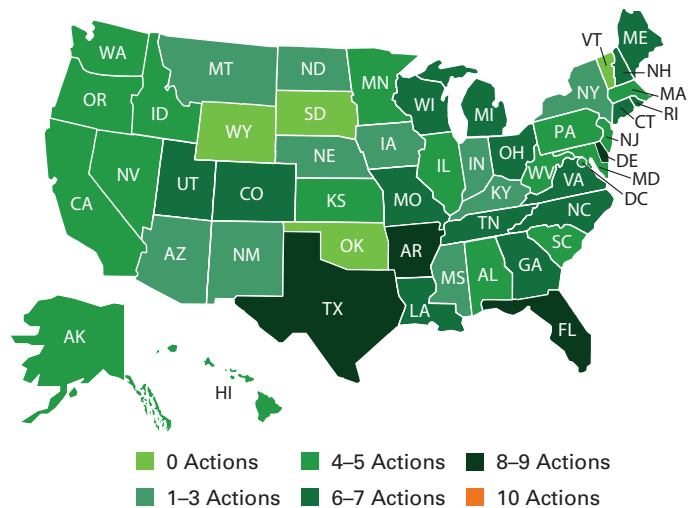 WA
MT
ND
MN
VT
ME
OR
ID
WY
SD
WI
MI
NY
NH
MA
RI
CT
NV
UT
CO
NE
IA
IL
IN
OH
PA
NJ
DE
MD
DC
CA
KS
MO
KY
WV
VA
AZ
NM
OK
AR
TN
NC
SC
TX
LA
MS
AL
GA
FL
AK
HI
0 Actions
4–5 Actions
8–9 Actions
1–3 Actions
6–7 Actions
10 Actions